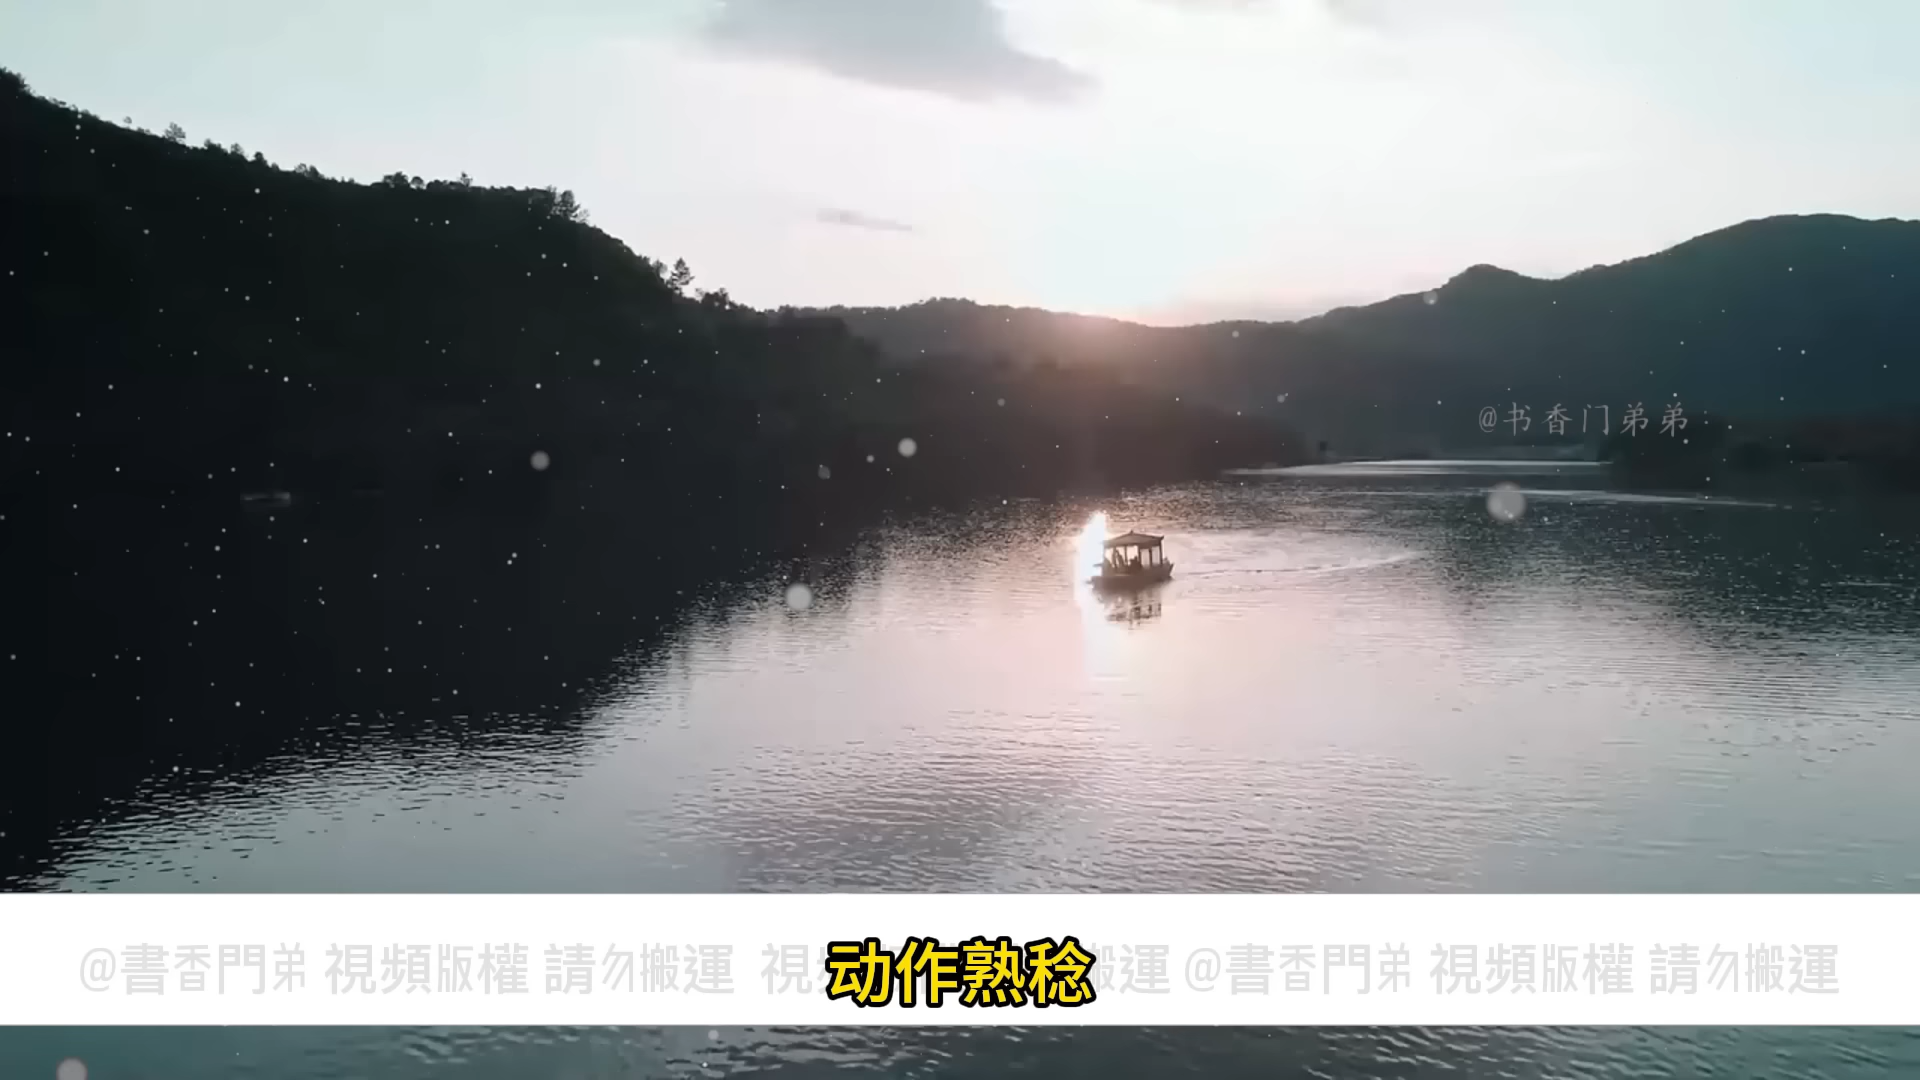 @书香门弟弟
@書香門弟 視頻版權 請勿搬運 視 搬運 @書香門弟 視頻版權 請勿搬運
动作熟稔